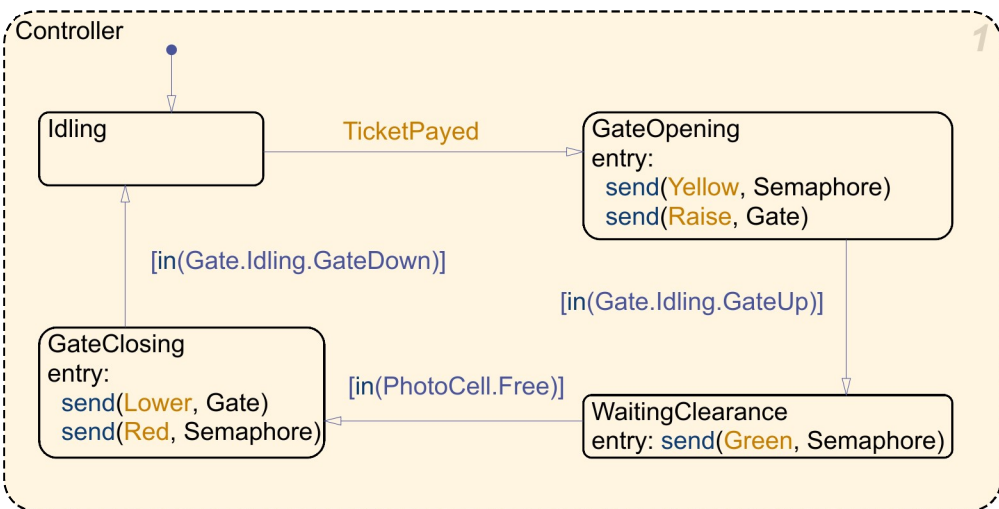 Controller
1
Idling
TicketPayed
GateOpening
entry:
send(Yellow, Semaphore)
send(Raise, Gate)
[in(Gate.Idling.GateDown)]
[in(Gate.Idling.GateUp)]
GateClosing
entry:
send(Lower, Gate)
send(Red, Semaphore)
[in(PhotoCell.Free)]
WaitingClearance
entry: send(Green, Semaphore)